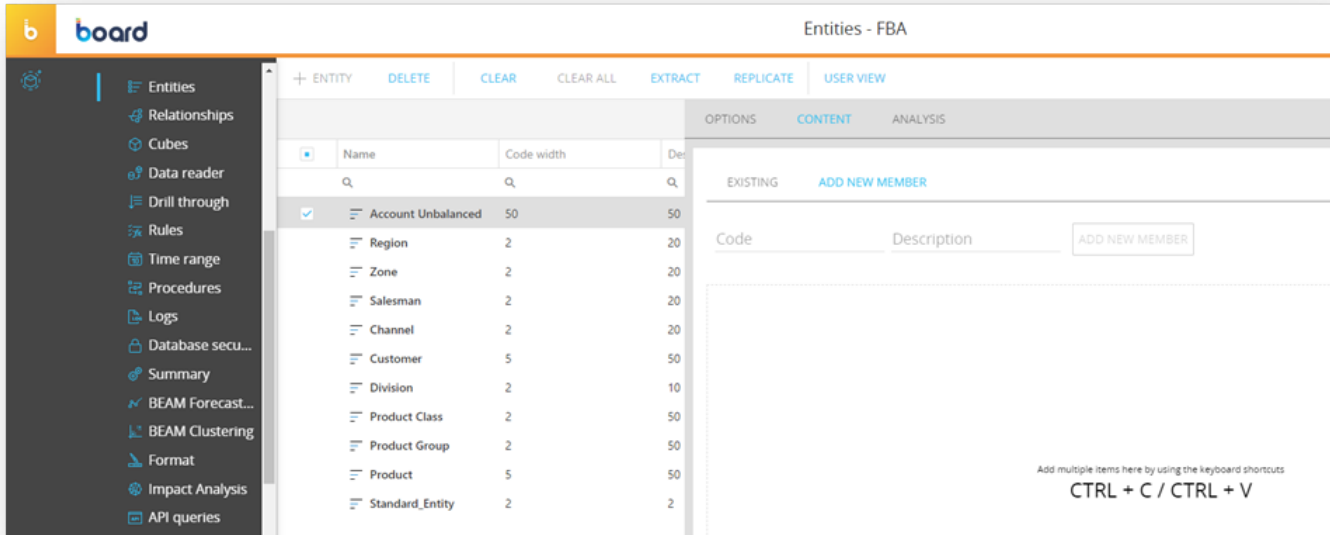 b board Entities - FBA
+ ENTITY DELETE CLEAR CLEAR ALL EXTRACT REPLICATE USER VIEW
Entities
Relationships
Cubes
Data reader
Drill through
Rules
Time range
Procedures
Logs
Database secu...
Summary
BEAM Forecast...
BEAM Clustering
Format
Impact Analysis
API queries
Name Code width Des
Account Unbalanced 50 50
Region 2 20
Zone 2 20
Salesman 2 20
Channel 2 20
Customer 5 50
Division 2 10
Product Class 2 50
Product Group 2 50
Product 5 50
Standard_Entity 2 2
OPTIONS CONTENT ANALYSIS
EXISTING ADD NEW MEMBER
Code Description ADD NEW MEMBER
Add multiple items here by using the keyboard shortcuts
CTRL + C / CTRL + V